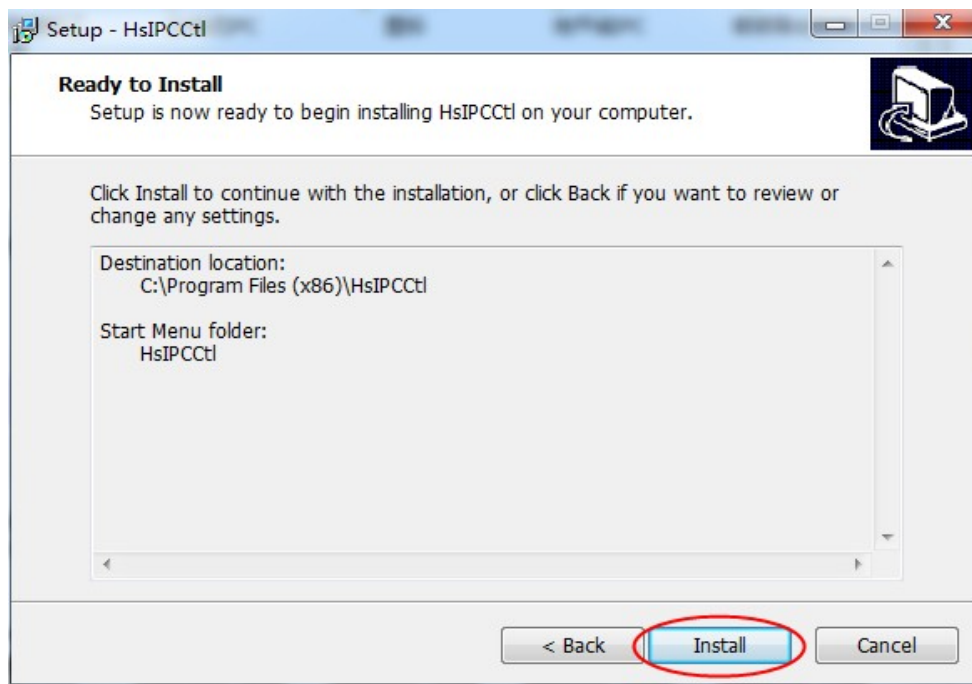 Setup - HsIPCCtl
Ready to Install
Setup is now ready to begin installing HsIPCCtl on your computer.
Click Install to continue with the installation, or click Back if you want to review or
change any settings.
Destination location:
C:\Program Files (x86)\HsIPCCtl
Start Menu folder:
HsIPCCtl
< Back
Install
Cancel